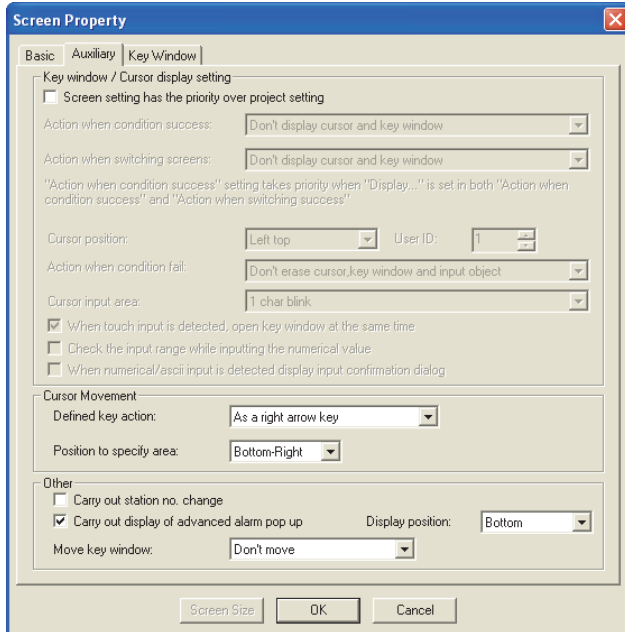 Screen Property
Basic Auxiliary Key Window
Key window / Cursor display setting
Screen setting has the priority over project setting
Action when condition success: Don't display cursor and key window
Action when switching screens: Don't display cursor and key window
"Action when condition success" setting takes priority when "Display..." is set in both "Action when
condition success" and "Action when switching success"
Cursor position: Left top User ID: 1
Action when condition fail: Don't erase cursor,key window and input object
Cursor input area: 1 char blink
When touch input is detected, open key window at the same time
Check the input range while inputting the numerical value
When numerical/ascii input is detected display input confirmation dialog
Cursor Movement
Defined key action: As a right arrow key
Position to specify area: Bottom-Right
Other
Carry out station no. change
Carry out display of advanced alarm pop up Display position: Bottom
Move key window: Don't move
Screen Size OK Cancel